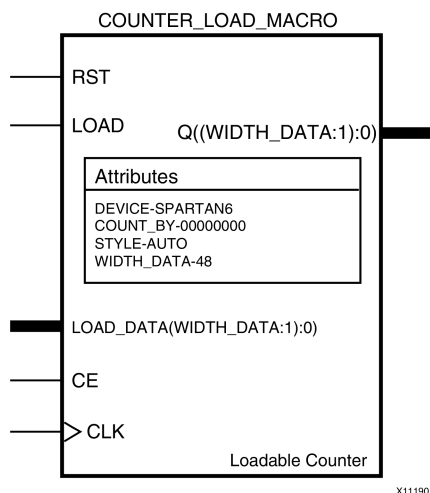 COUNTER_LOAD_MACRO
RST
LOAD
Q((WIDTH_DATA:1):0)
Attributes
DEVICE-SPARTAN6
COUNT_BY-00000000
STYLE-AUTO
WIDTH_DATA-48
LOAD_DATA(WIDTH_DATA:1):0)
CE
CLK
Loadable Counter
X11190